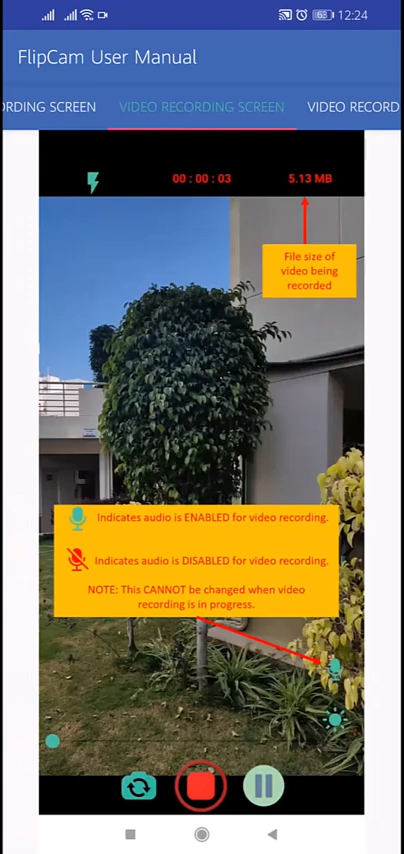 63
12:24
FlipCam User Manual
ORDING SCREEN
VIDEO RECORDING SCREEN
VIDEO RECORD
00 : 00 : 03
5.13 MB
File size of
video being
recorded
Indicates audio is ENABLED for video recording.
Indicates audio is DISABLED for video recording.
NOTE: This CANNOT be changed when video
recording is in progress.